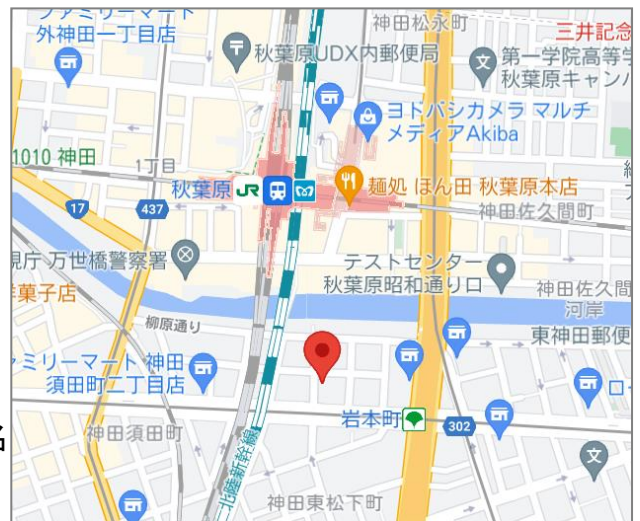 ファミリーマート
外神田一丁目店
神田松永町
三井記念
秋葉原UDX内郵便局
第一学院高等学
秋葉原キャンパ
ヨドバシカメラ マルチ
メディアAkiba
1010 神田
1丁目
秋葉原 JR
麺処 ほん田 秋葉原本店
17
437
神田佐久間町
視庁 万世橋警察署
テストセンター
秋葉原昭和通り口
洋菓子店
神田佐久間
河岸
柳原通り
東神田郵便
ァミリーマート 神田
須田町二丁目店
ロー
岩本町
302
神田須田町
北陸新幹線
神田東松下町